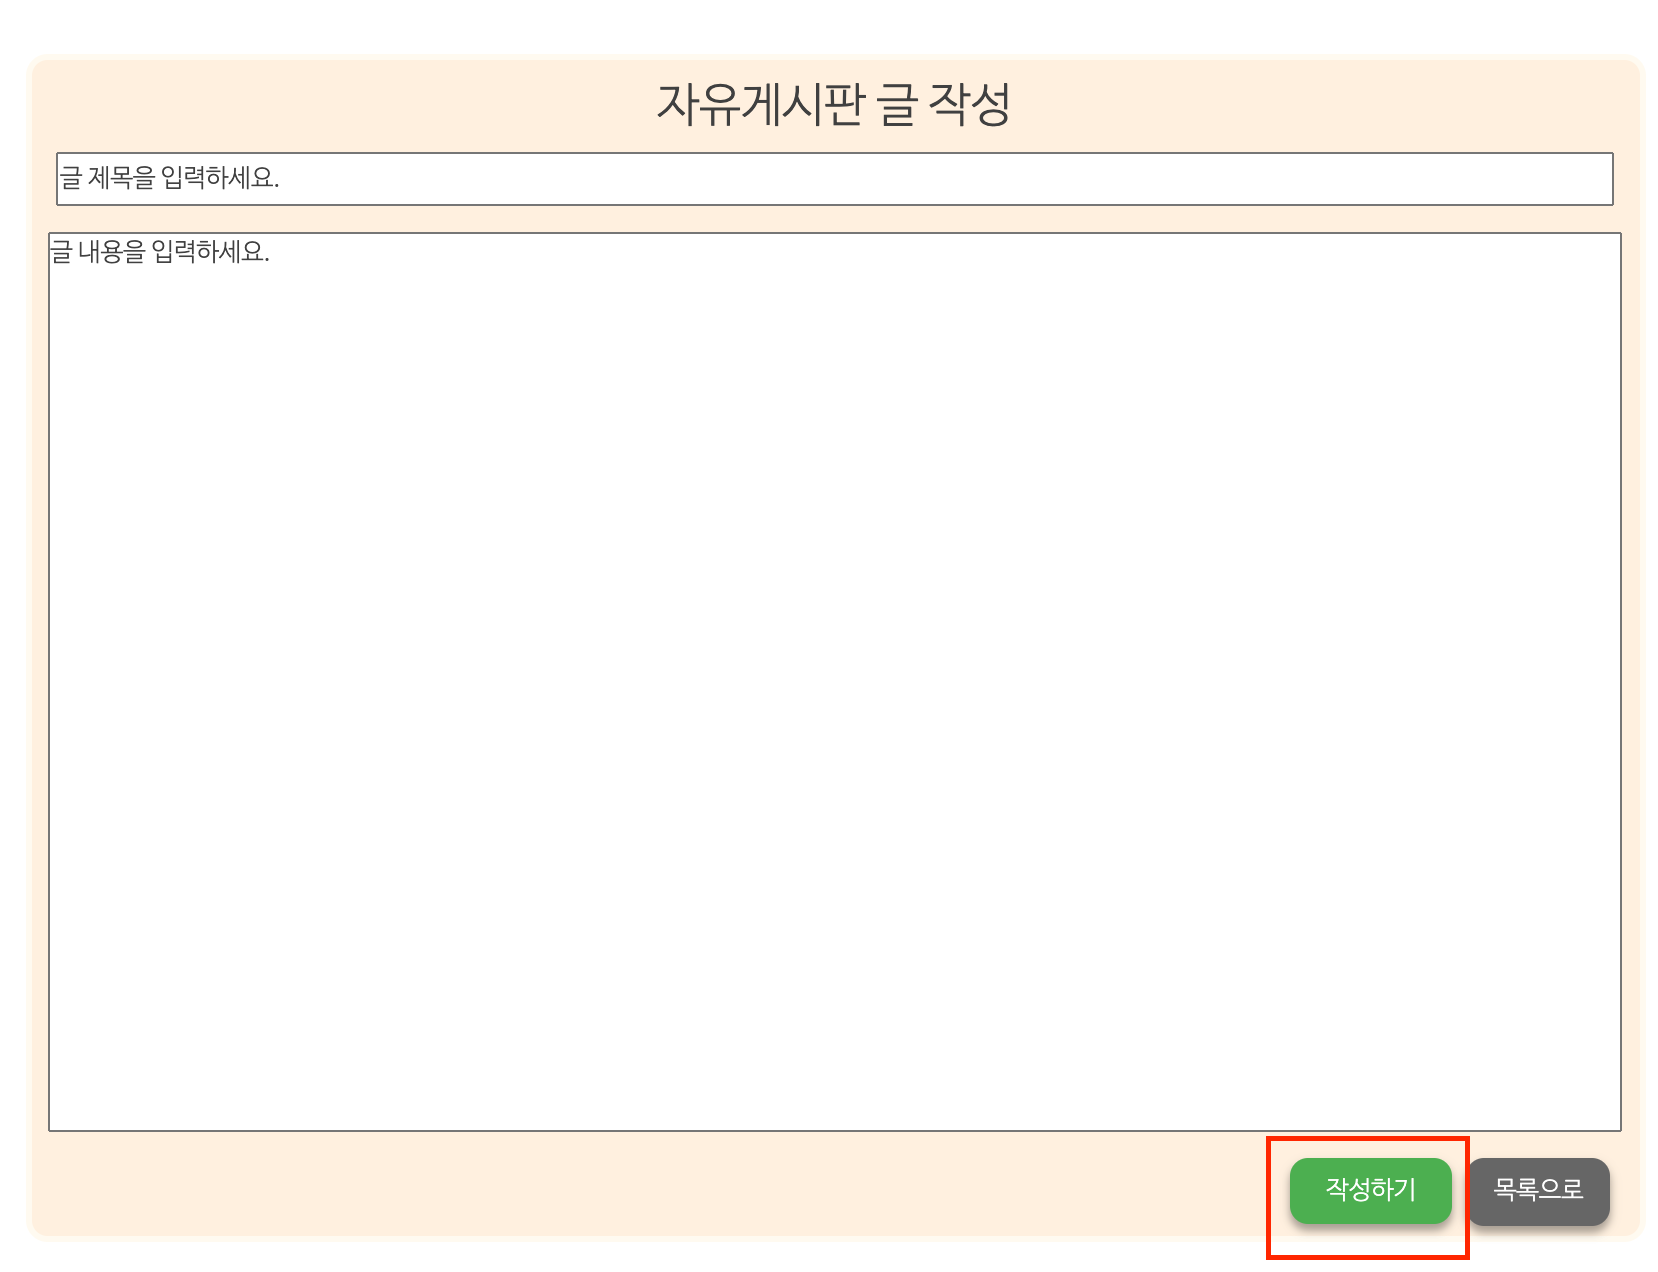 자유게시판 글 작성
글 제목을 입력하세요.
글 내용을 입력하세요.
작성하기 목록으로